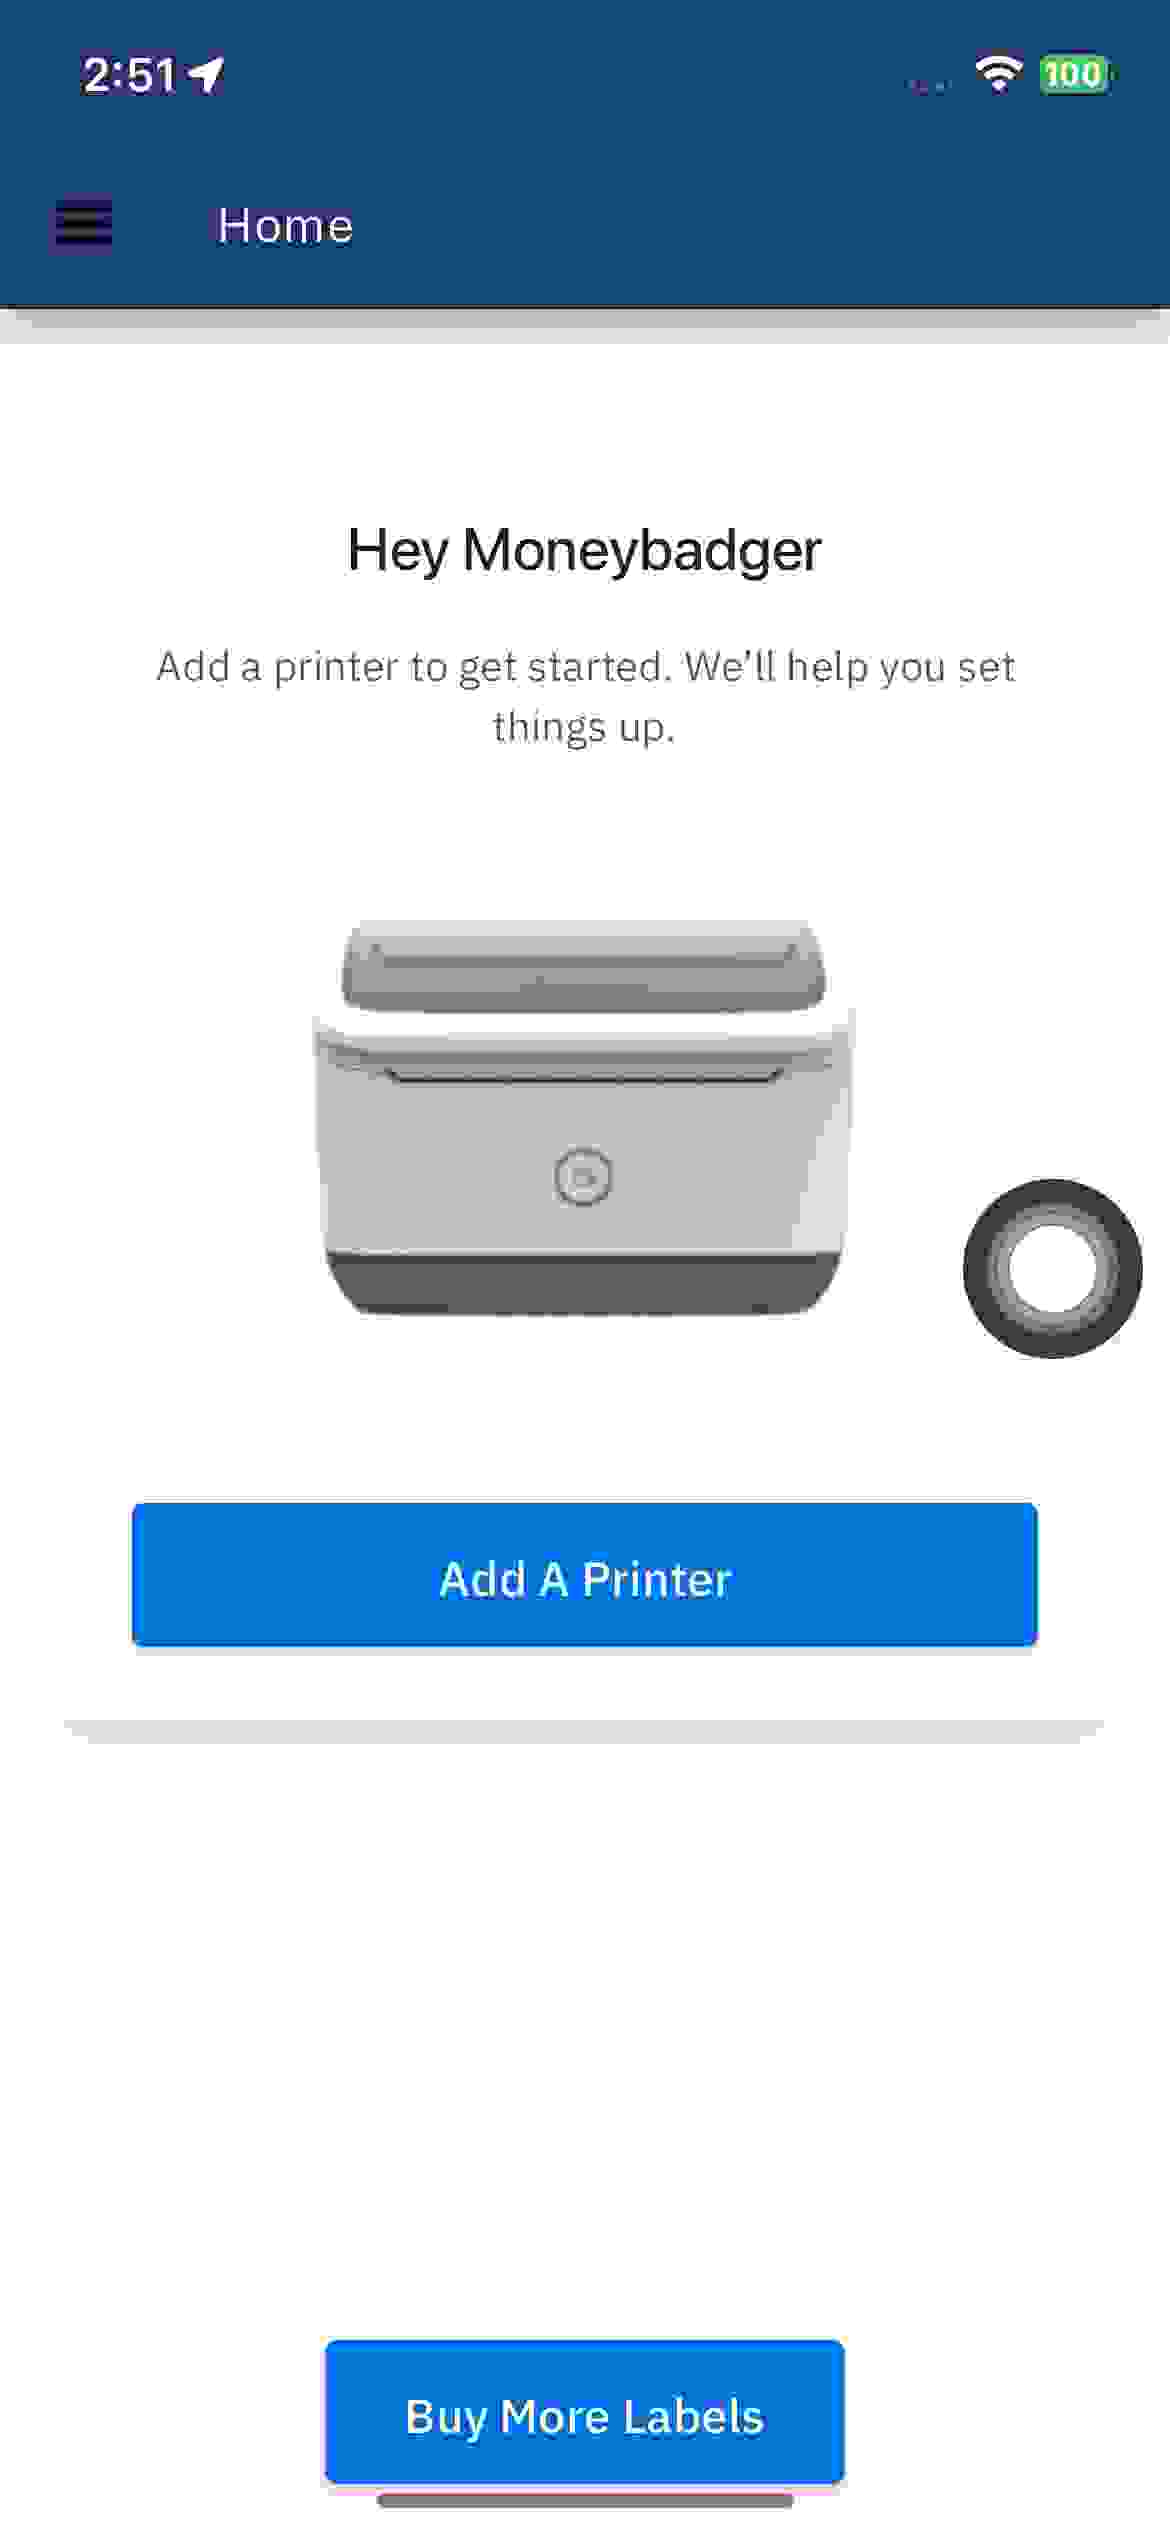 2:51
100
Home
Hey Moneybadger
Add a printer to get started. We'll help you set
things up.
Add A Printer
Buy More Labels